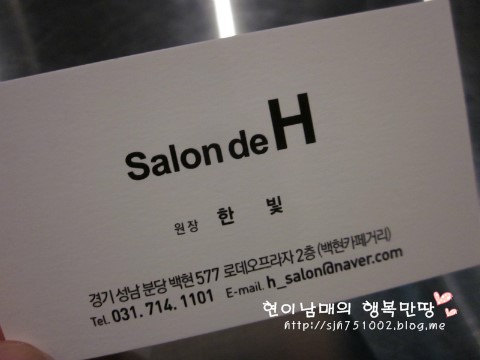 Salon de H
원장 한 빛
경기 성남 분당 백현 577 로데오프라자 2층 (백현카페거리)
Tel. 031. 714. 1101 E-mail. h_salon@naver.com
현이남매의 행복만땅
http://sjh751002.blog.me